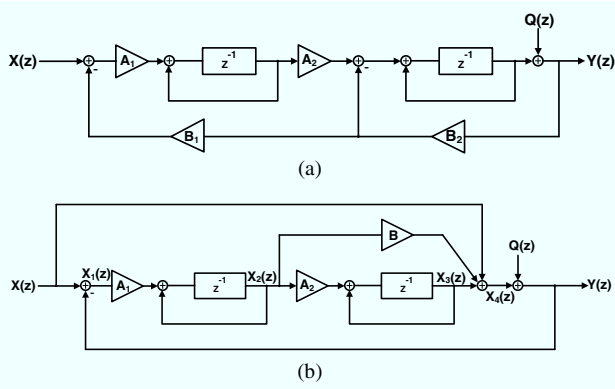 Q(z)
X(z) - A₁ z⁻¹ A₂ - z⁻¹ Y(z)
B₁ B₂
(a)
B Q(z)
X(z) X₁(z) - A₁ z⁻¹ X₂(z) A₂ z⁻¹ X₃(z) X₄(z) Y(z)
(b)